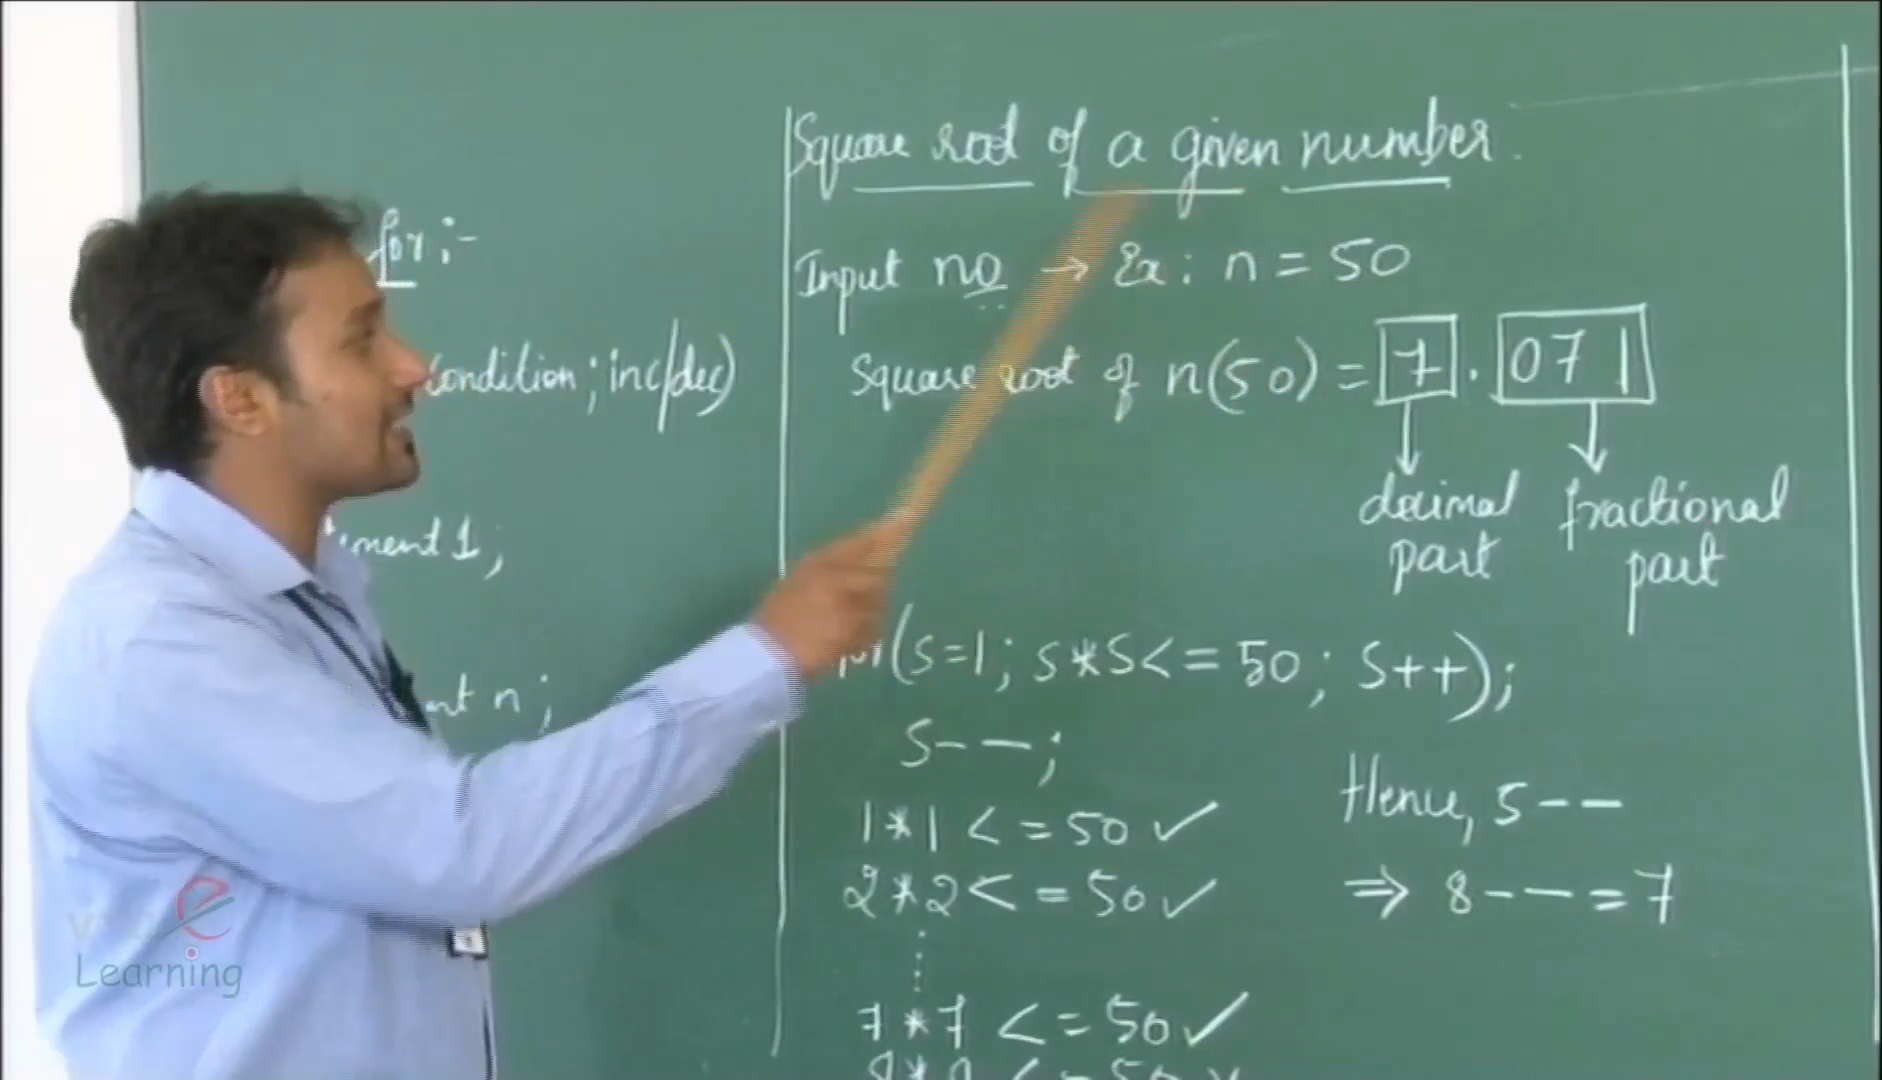 for :-
condition ; inc/dec)
ement 1 ;
nt n ;
Square root of a given number.
Input no → Ex : n = 50
Square root of n(50) = 7 . 071
decimal part
fractional part
(s=1 ; s*s<=50 ; s++) ;
s-- ;
1*1 <= 50 ✓
2*2 <= 50 ✓
7*7 <= 50 ✓
Hence, s--
⇒ 8-- = 7
Learning